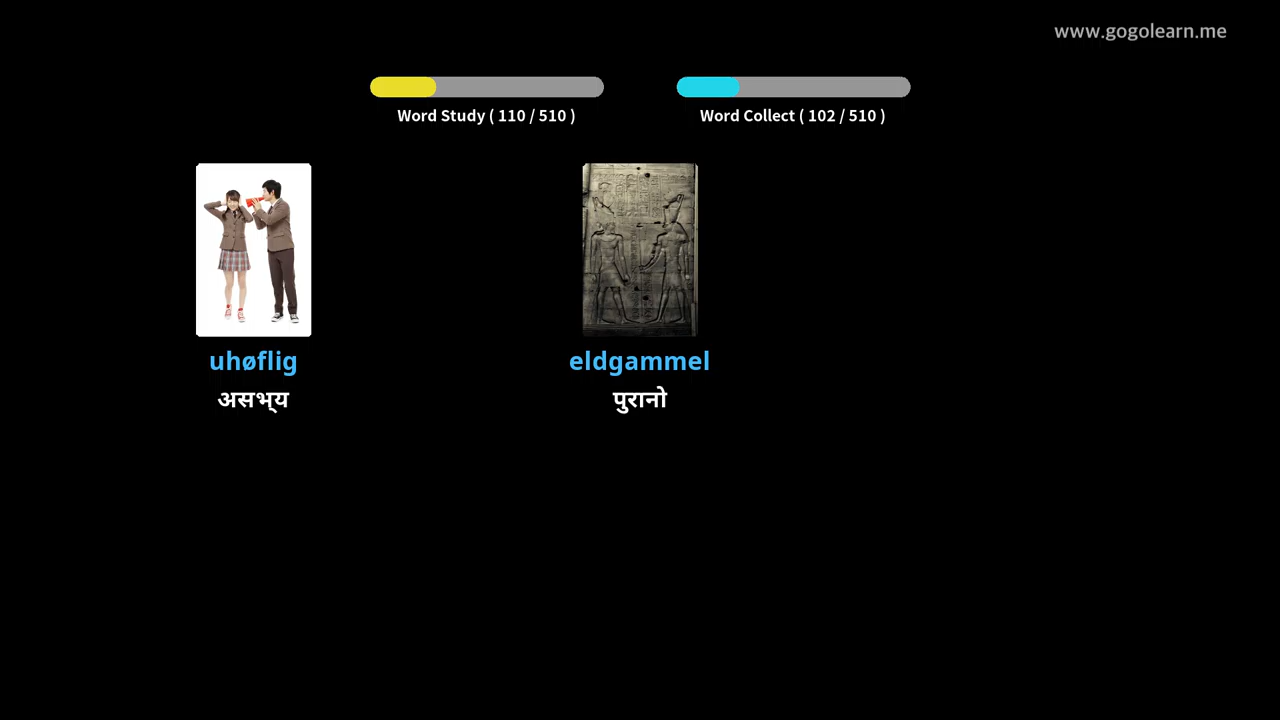 www.gogolearn.me
Word Study ( 110 / 510 )
Word Collect ( 102 / 510 )
uhøflig
असभ्य
eldgammel
पुरानो